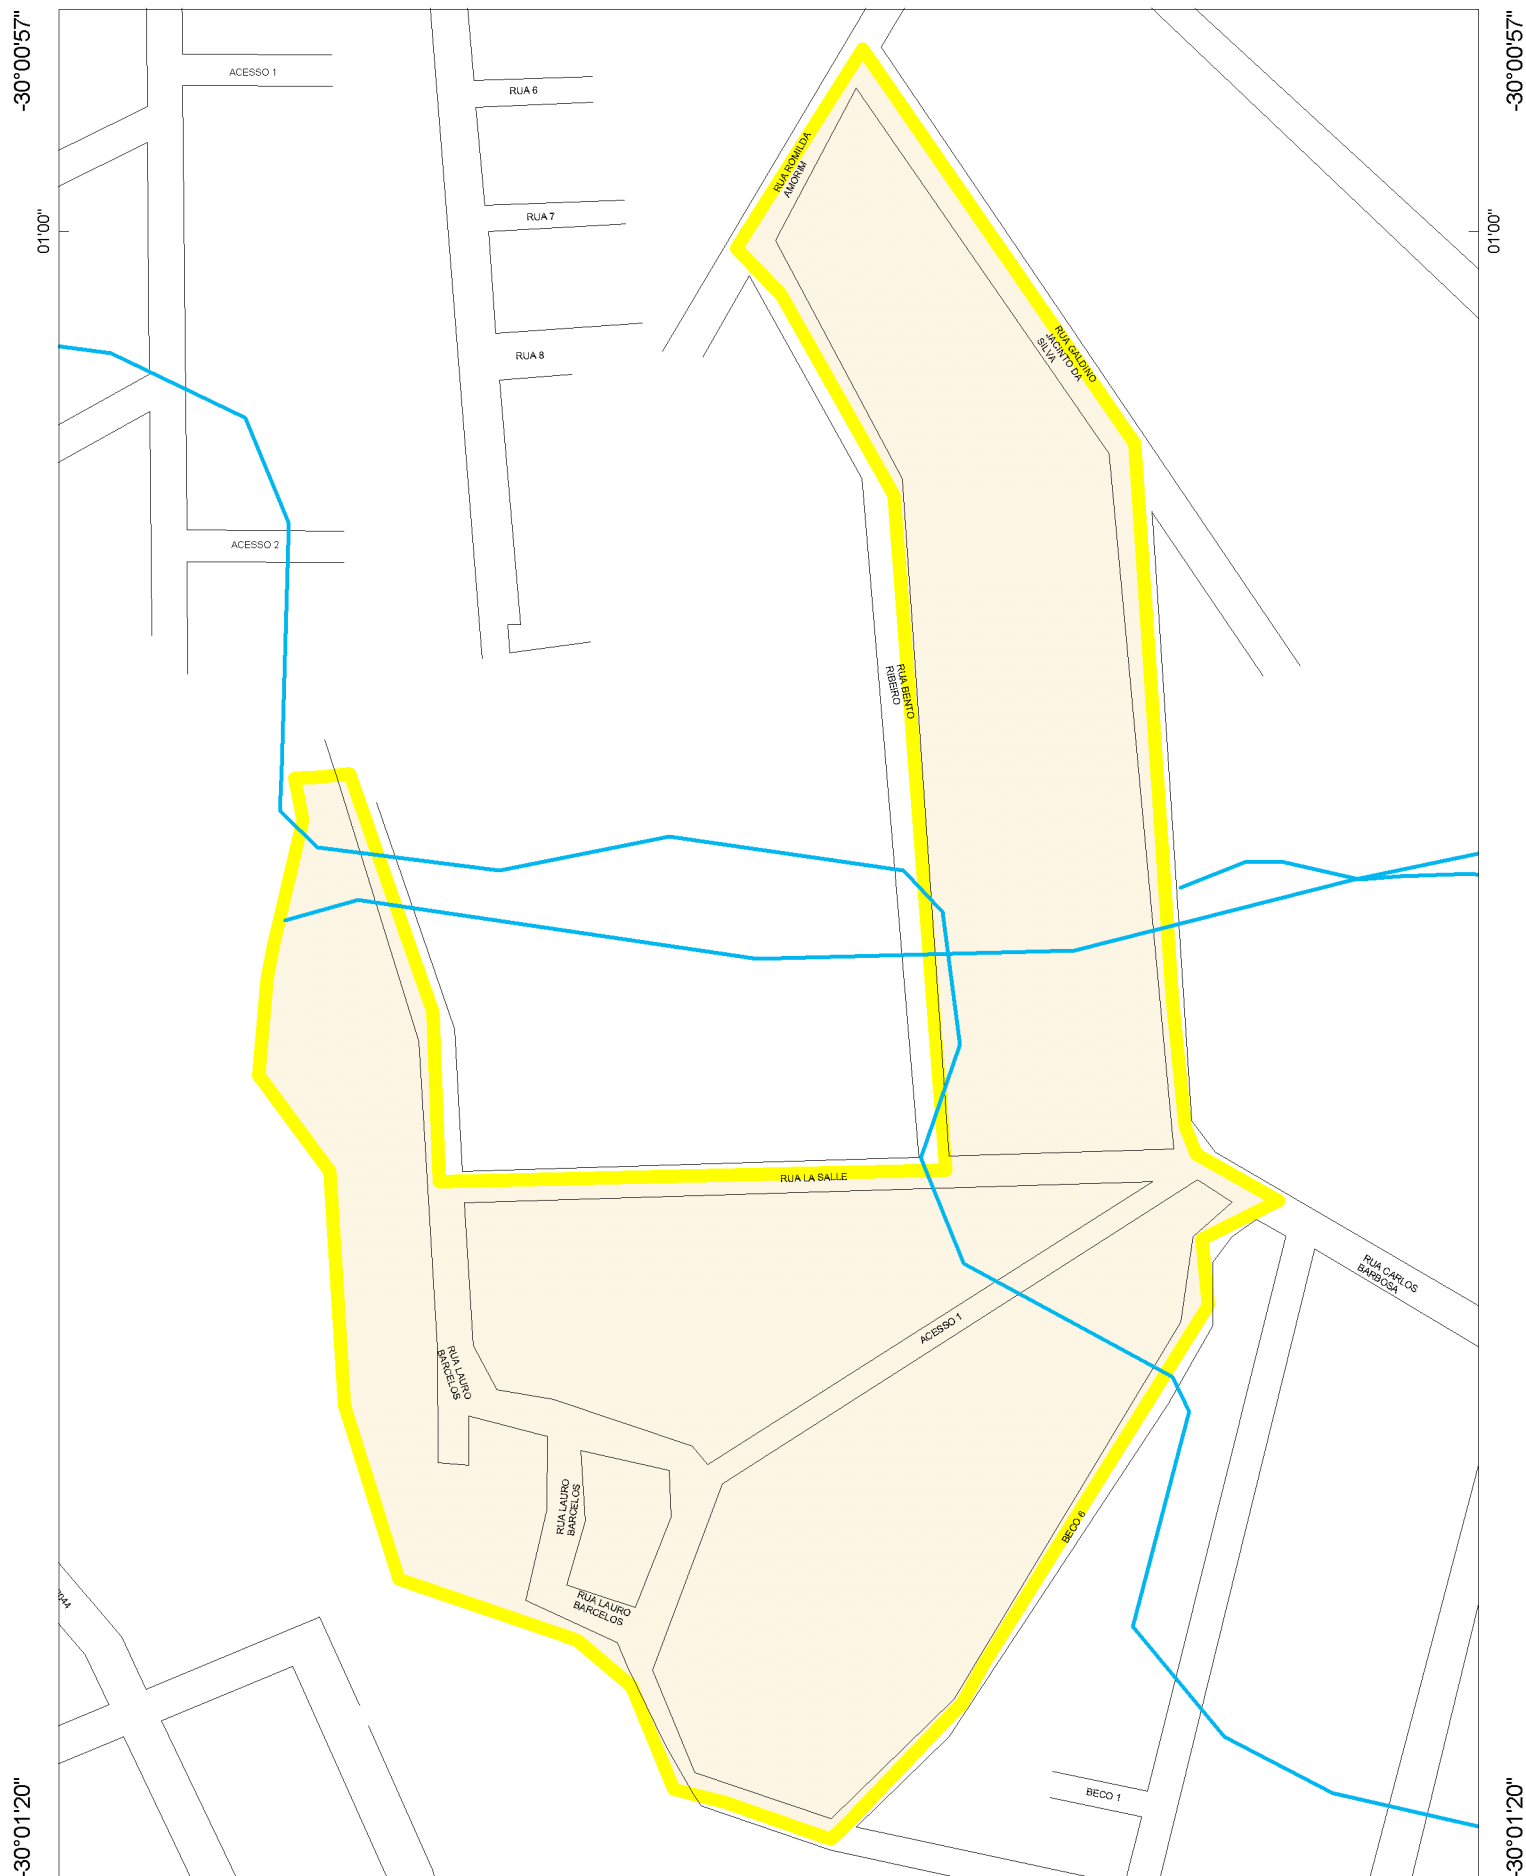 -30°00'57"
-30°00'57"
ACESSO 1
RUA 6
RUA ROMILDA
AMORIM
RUA 7
01'00"
01'00"
RUA 8
RUA GALDINO
JACINTO DA
SILVA
ACESSO 2
RUA BENTO
RIBEIRO
RUA LA SALLE
RUA CARLOS
BARBOSA
ACESSO 1
RUA LAURO
BARCELOS
RUA LAURO
BARCELOS
BECO 6
RUA LAURO
BARCELOS
BECO 1
-30°01'20"
-30°01'20"